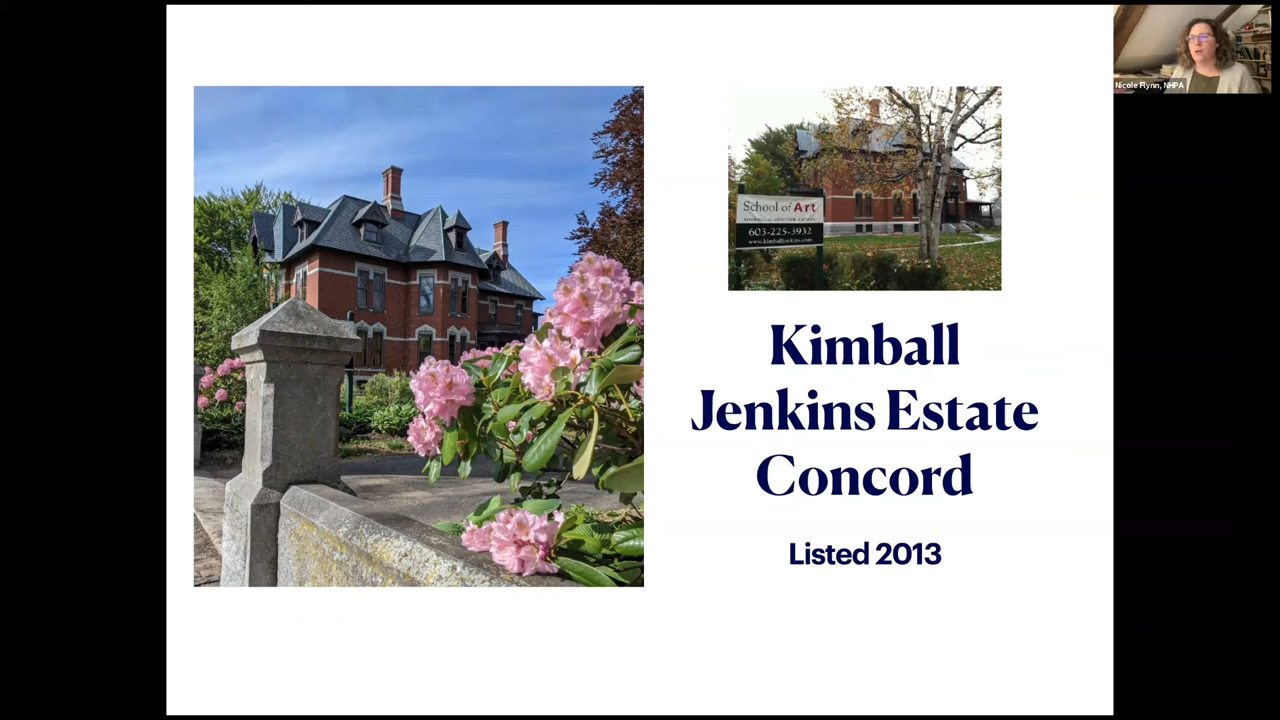 School of Art
603-225-3932
www.kimballjenkins.com
Kimball
Jenkins Estate
Concord
Listed 2013
Nicole Flynn, NHPA